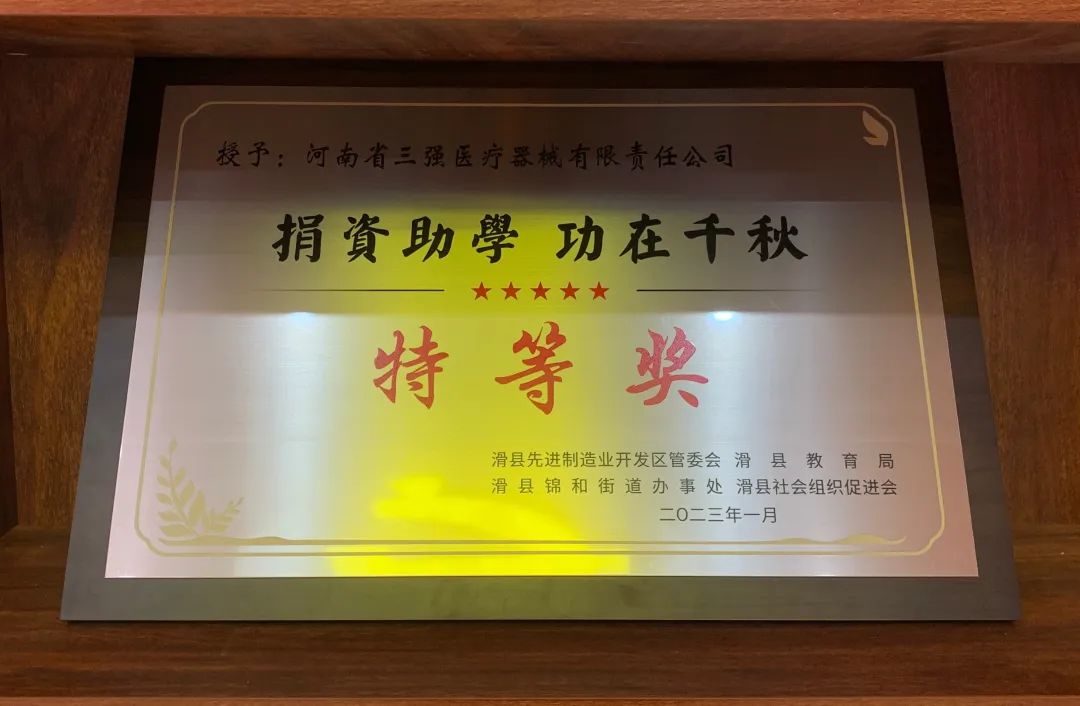 授予：河南省三强医疗器械有限责任公司
捐資助學 功在千秋
★★★★★
特等奖
滑县先进制造业开发区管委会 滑县教育局
滑县锦和街道办事处 滑县社会组织促进会
二〇二三年一月